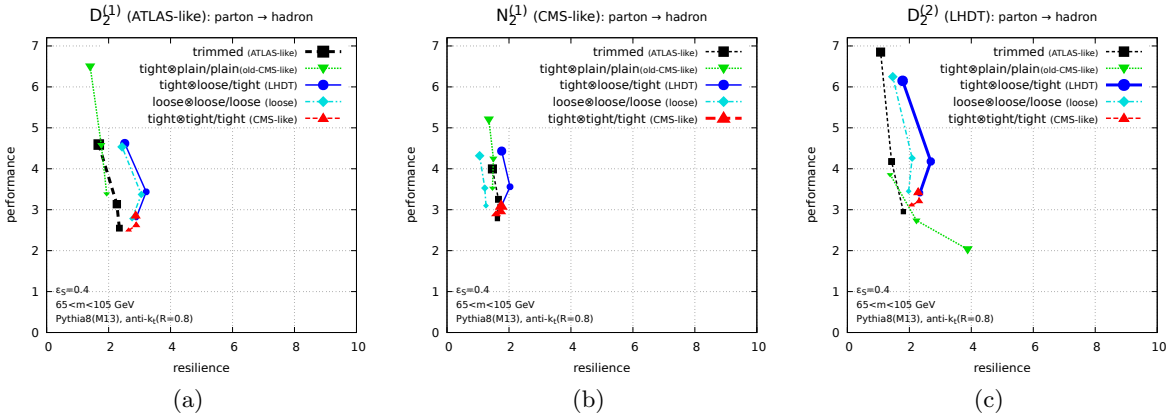 D₂⁽¹⁾ (ATLAS-like): parton → hadron
performance
7
6
5
4
3
2
1
0
trimmed (ATLAS-like)
tight⊗plain/plain(old-CMS-like)
tight⊗loose/tight (LHDT)
loose⊗loose/loose (loose)
tight⊗tight/tight (CMS-like)
εS=0.4
65<m<105 GeV
Pythia8(M13), anti-kt(R=0.8)
0 2 4 6 8 10
resilience
(a)
N₂⁽¹⁾ (CMS-like): parton → hadron
performance
7
6
5
4
3
2
1
0
trimmed (ATLAS-like)
tight⊗plain/plain(old-CMS-like)
tight⊗loose/tight (LHDT)
loose⊗loose/loose (loose)
tight⊗tight/tight (CMS-like)
εS=0.4
65<m<105 GeV
Pythia8(M13), anti-kt(R=0.8)
0 2 4 6 8 10
resilience
(b)
D₂⁽²⁾ (LHDT): parton → hadron
performance
7
6
5
4
3
2
1
0
trimmed (ATLAS-like)
tight⊗plain/plain(old-CMS-like)
tight⊗loose/tight (LHDT)
loose⊗loose/loose (loose)
tight⊗tight/tight (CMS-like)
εS=0.4
65<m<105 GeV
Pythia8(M13), anti-kt(R=0.8)
0 2 4 6 8 10
resilience
(c)